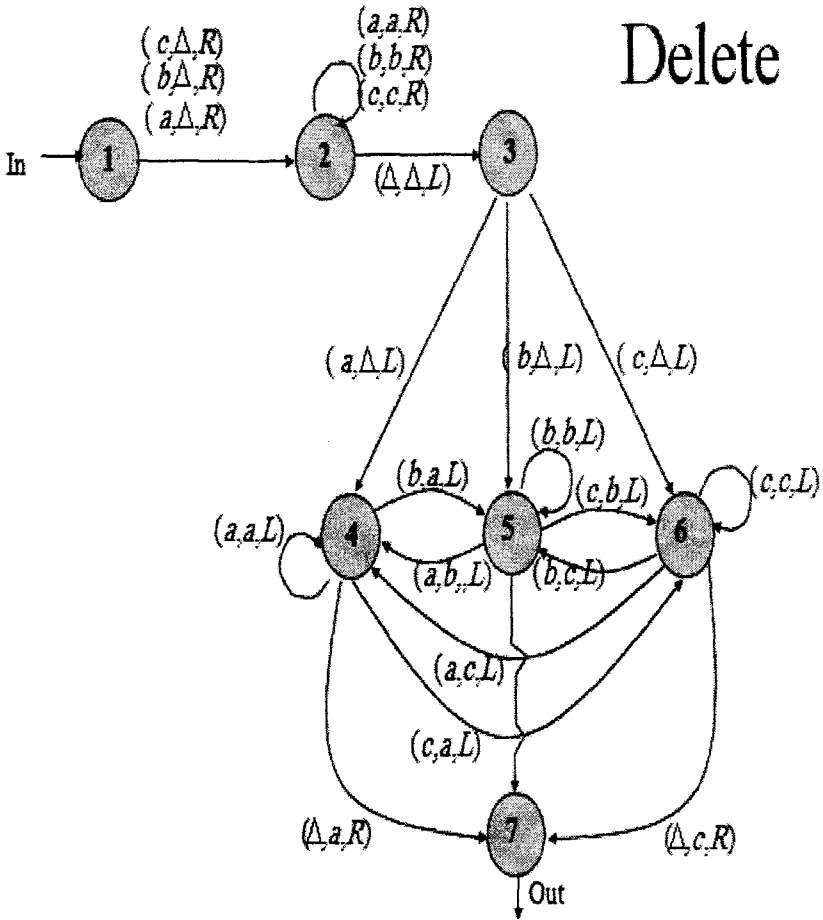 Delete
(c,Δ,R)
(b,Δ,R)
(a,Δ,R)
(a,a,R)
(b,b,R)
(c,c,R)
In
1
2
3
(Δ,Δ,L)
(a,Δ,L)
(b,Δ,L)
(c,Δ,L)
(b,b,L)
(b,a,L)
(c,b,L)
(c,c,L)
(a,a,L)
4
5
6
(a,b,,L)
(b,c,L)
(a,c,L)
(c,a,L)
(Δ,a,R)
7
(Δ,c,R)
Out